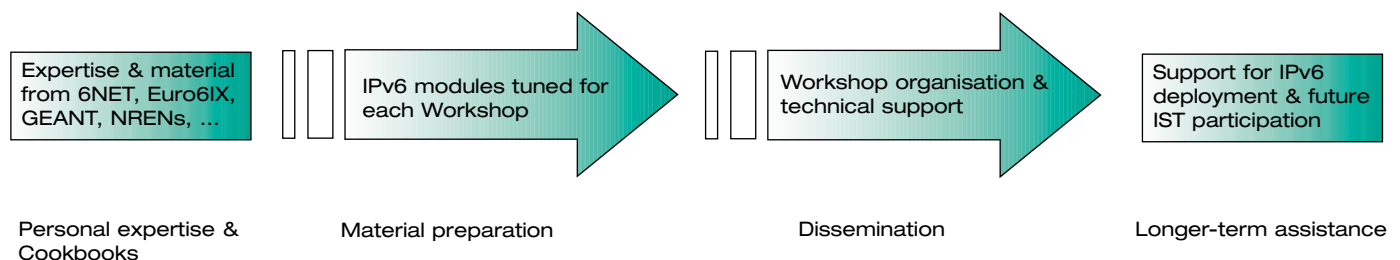 Expertise & material
from 6NET, Euro6IX,
GEANT, NRENs, ...
IPv6 modules tuned for
each Workshop
Workshop organisation &
technical support
Support for IPv6
deployment & future
IST participation
Personal expertise &
Cookbooks
Material preparation
Dissemination
Longer-term assistance